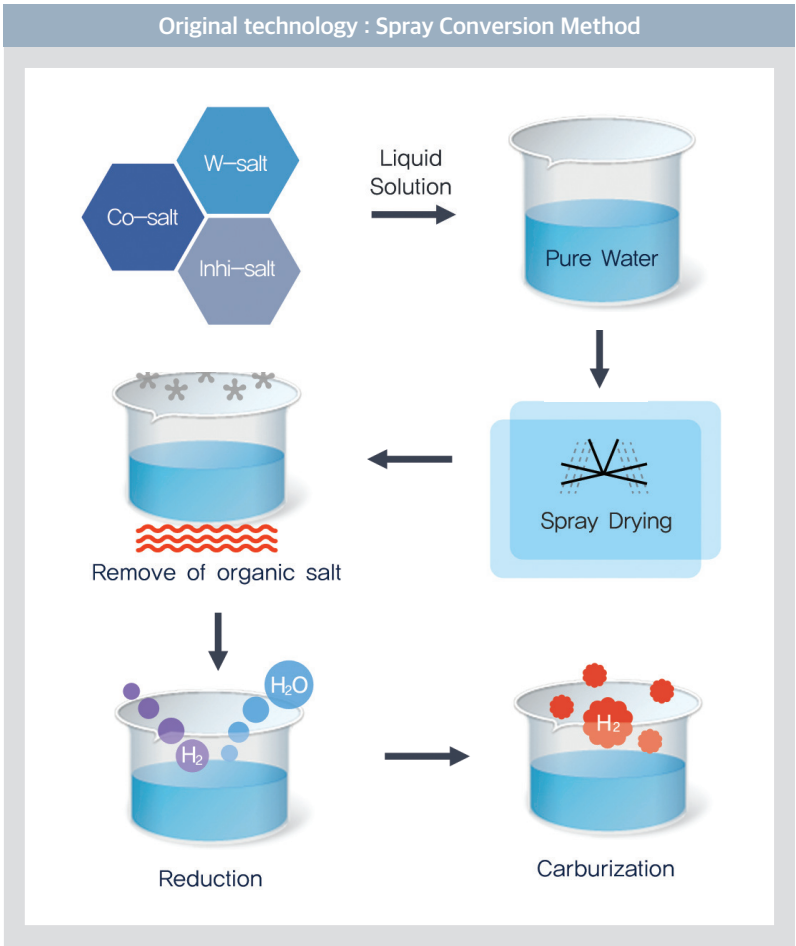 Original technology : Spray Conversion Method
W-salt
Co-salt
Inhi-salt
Liquid
Solution
Pure Water
Spray Drying
Remove of organic salt
H₂O
H₂
Reduction
H₂
Carburization